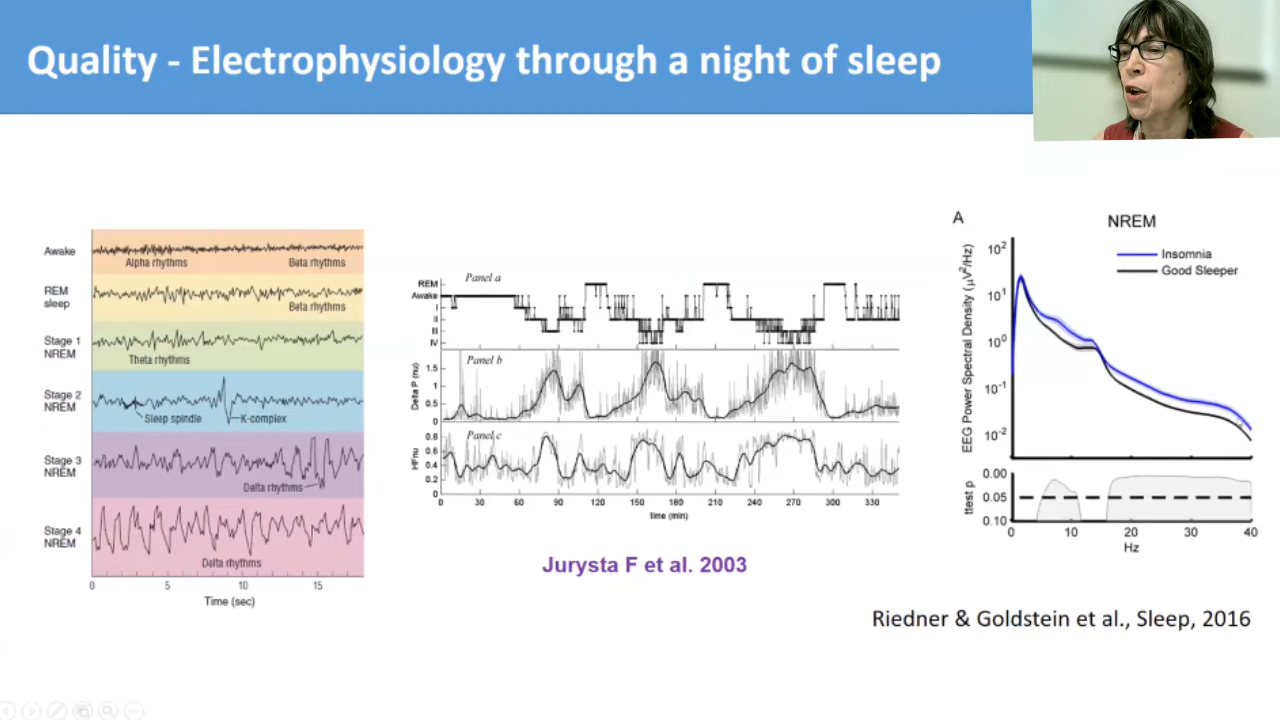 Quality - Electrophysiology through a night of sleep
Awake
Alpha rhythms
Beta rhythms
REM
sleep
Beta rhythms
Stage 1
NREM
Theta rhythms
Stage 2
NREM
Sleep spindle
K-complex
Stage 3
NREM
Delta rhythms
Stage 4
NREM
Delta rhythms
0 5 10 15
Time (sec)
Panel a
REM
Awake
I
II
III
IV
Panel b
Delta P (nu)
1.5
1
0.5
0
Panel c
HFnu
0.8
0.6
0.4
0.2
0
0 30 60 90 120 150 180 210 240 270 300 330
time (min)
Jurysta F et al. 2003
A
NREM
Insomnia
Good Sleeper
EEG Power Spectral Density (μV²/Hz)
10²
10¹
10⁰
10⁻¹
10⁻²
ttest p
0.00
0.05
0.10
0 10 20 30 40
Hz
Riedner & Goldstein et al., Sleep, 2016